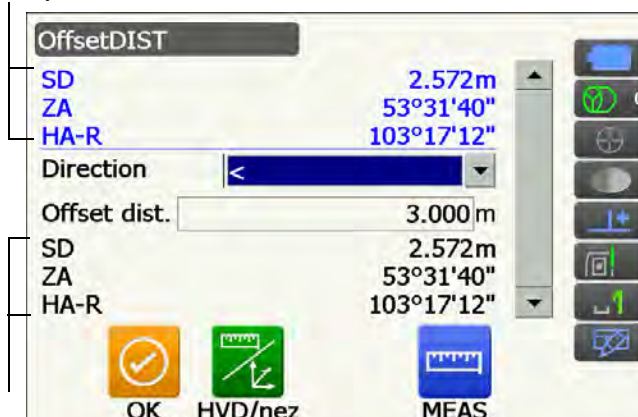 OffsetDIST
SD 2.572m
ZA 53°31'40"
HA-R 103°17'12"
Direction <
Offset dist. 3.000 m
SD 2.572m
ZA 53°31'40"
HA-R 103°17'12"
OK HVD/nez MEAS